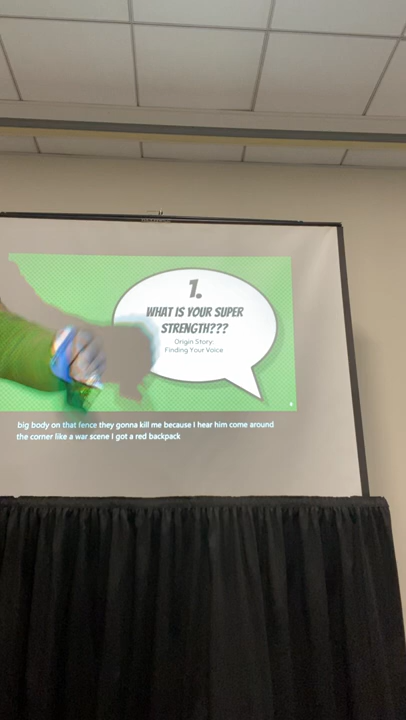 1.
WHAT IS YOUR SUPER
STRENGTH???
Origin Story:
Finding Your Voice
big body on that fence they gonna kill me because I hear him come around
the corner like a war scene I got a red backpack